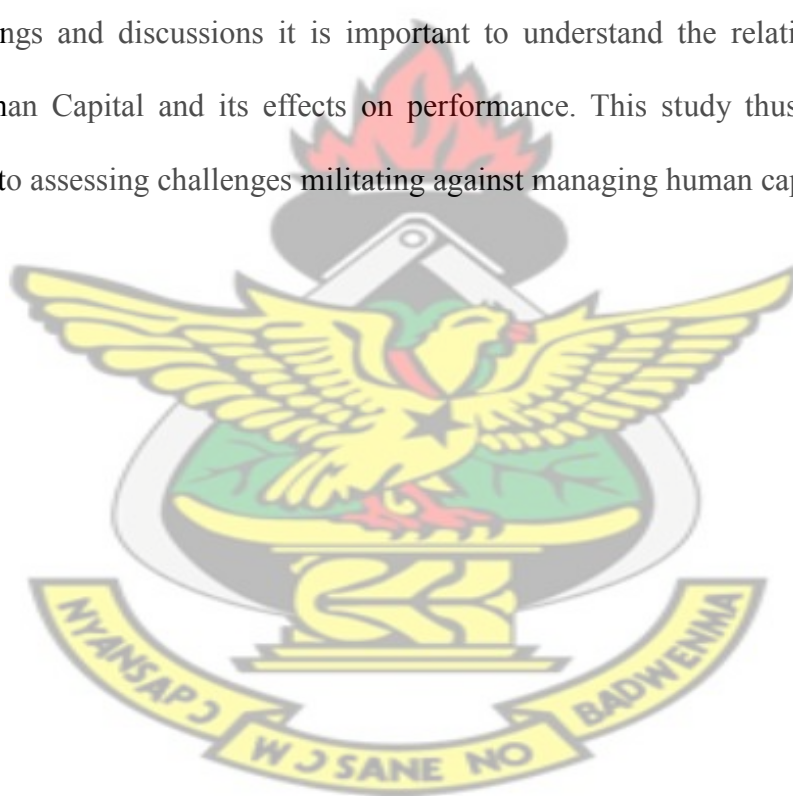 ngs and discussions it is important to understand the relati
nan Capital and its effects on performance. This study thus
to assessing challenges militating against managing human cap
NYANSAPƆ
WƆSANE NO
BADWENMA